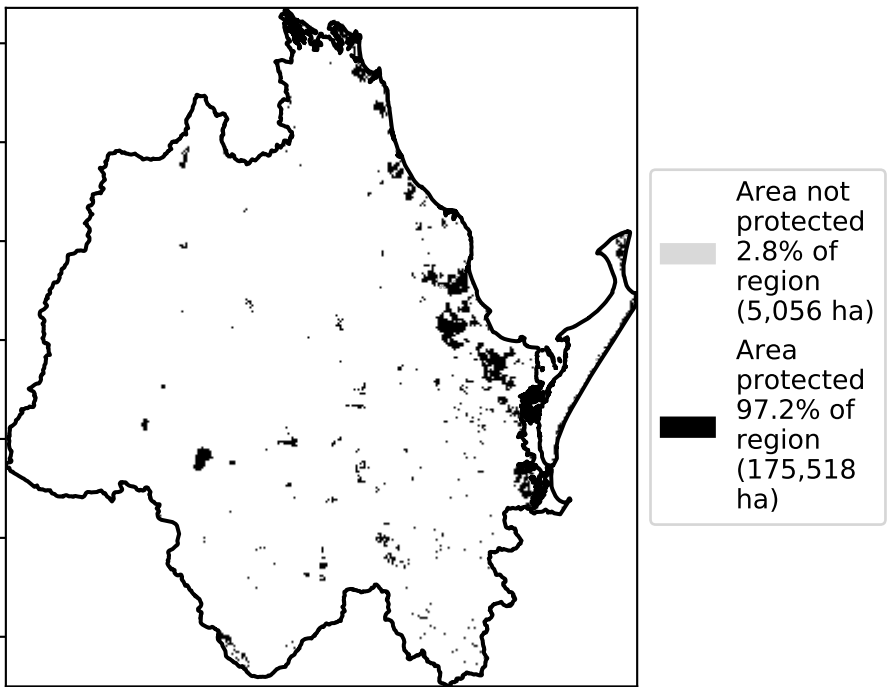 Area not
protected
2.8% of
region
(5,056 ha)
Area
protected
97.2% of
region
(175,518
ha)